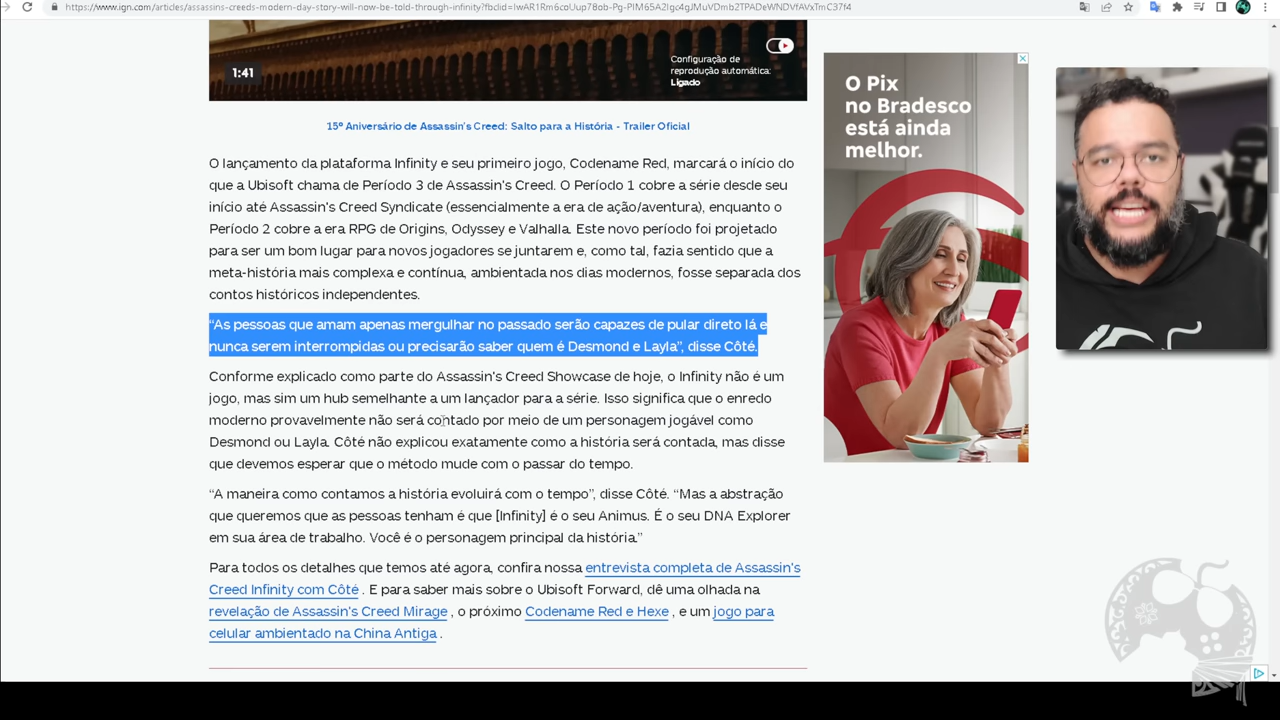 https://www.ign.com/articles/assassins-creeds-modern-day-story-will-now-be-told-through-infinity?fbclid=IwAR1Rm6coUup78ob-Pg-PIM65A2Igc4gJMuVDmb2TPADeWNDVfAVxTmC37f4
1:41
Configuração de
reprodução automática:
Ligado
15º Aniversário de Assassin's Creed: Salto para a História - Trailer Oficial
O lançamento da plataforma Infinity e seu primeiro jogo, Codename Red, marcará o início do
que a Ubisoft chama de Período 3 de Assassin's Creed. O Período 1 cobre a série desde seu
início até Assassin's Creed Syndicate (essencialmente a era de ação/aventura), enquanto o
Período 2 cobre a era RPG de Origins, Odyssey e Valhalla. Este novo período foi projetado
para ser um bom lugar para novos jogadores se juntarem e, como tal, fazia sentido que a
meta-história mais complexa e contínua, ambientada nos dias modernos, fosse separada dos
contos históricos independentes.
“As pessoas que amam apenas mergulhar no passado serão capazes de pular direto lá e
nunca serem interrompidas ou precisarão saber quem é Desmond e Layla”, disse Côté.
Conforme explicado como parte do Assassin's Creed Showcase de hoje, o Infinity não é um
jogo, mas sim um hub semelhante a um lançador para a série. Isso significa que o enredo
moderno provavelmente não será contado por meio de um personagem jogável como
Desmond ou Layla. Côté não explicou exatamente como a história será contada, mas disse
que devemos esperar que o método mude com o passar do tempo.
“A maneira como contamos a história evoluirá com o tempo”, disse Côté. “Mas a abstração
que queremos que as pessoas tenham é que [Infinity] é o seu Animus. É o seu DNA Explorer
em sua área de trabalho. Você é o personagem principal da história.”
Para todos os detalhes que temos até agora, confira nossa entrevista completa de Assassin's
Creed Infinity com Côté . E para saber mais sobre o Ubisoft Forward, dê uma olhada na
revelação de Assassin's Creed Mirage , o próximo Codename Red e Hexe , e um jogo para
celular ambientado na China Antiga .
O Pix
no Bradesco
está ainda
melhor.